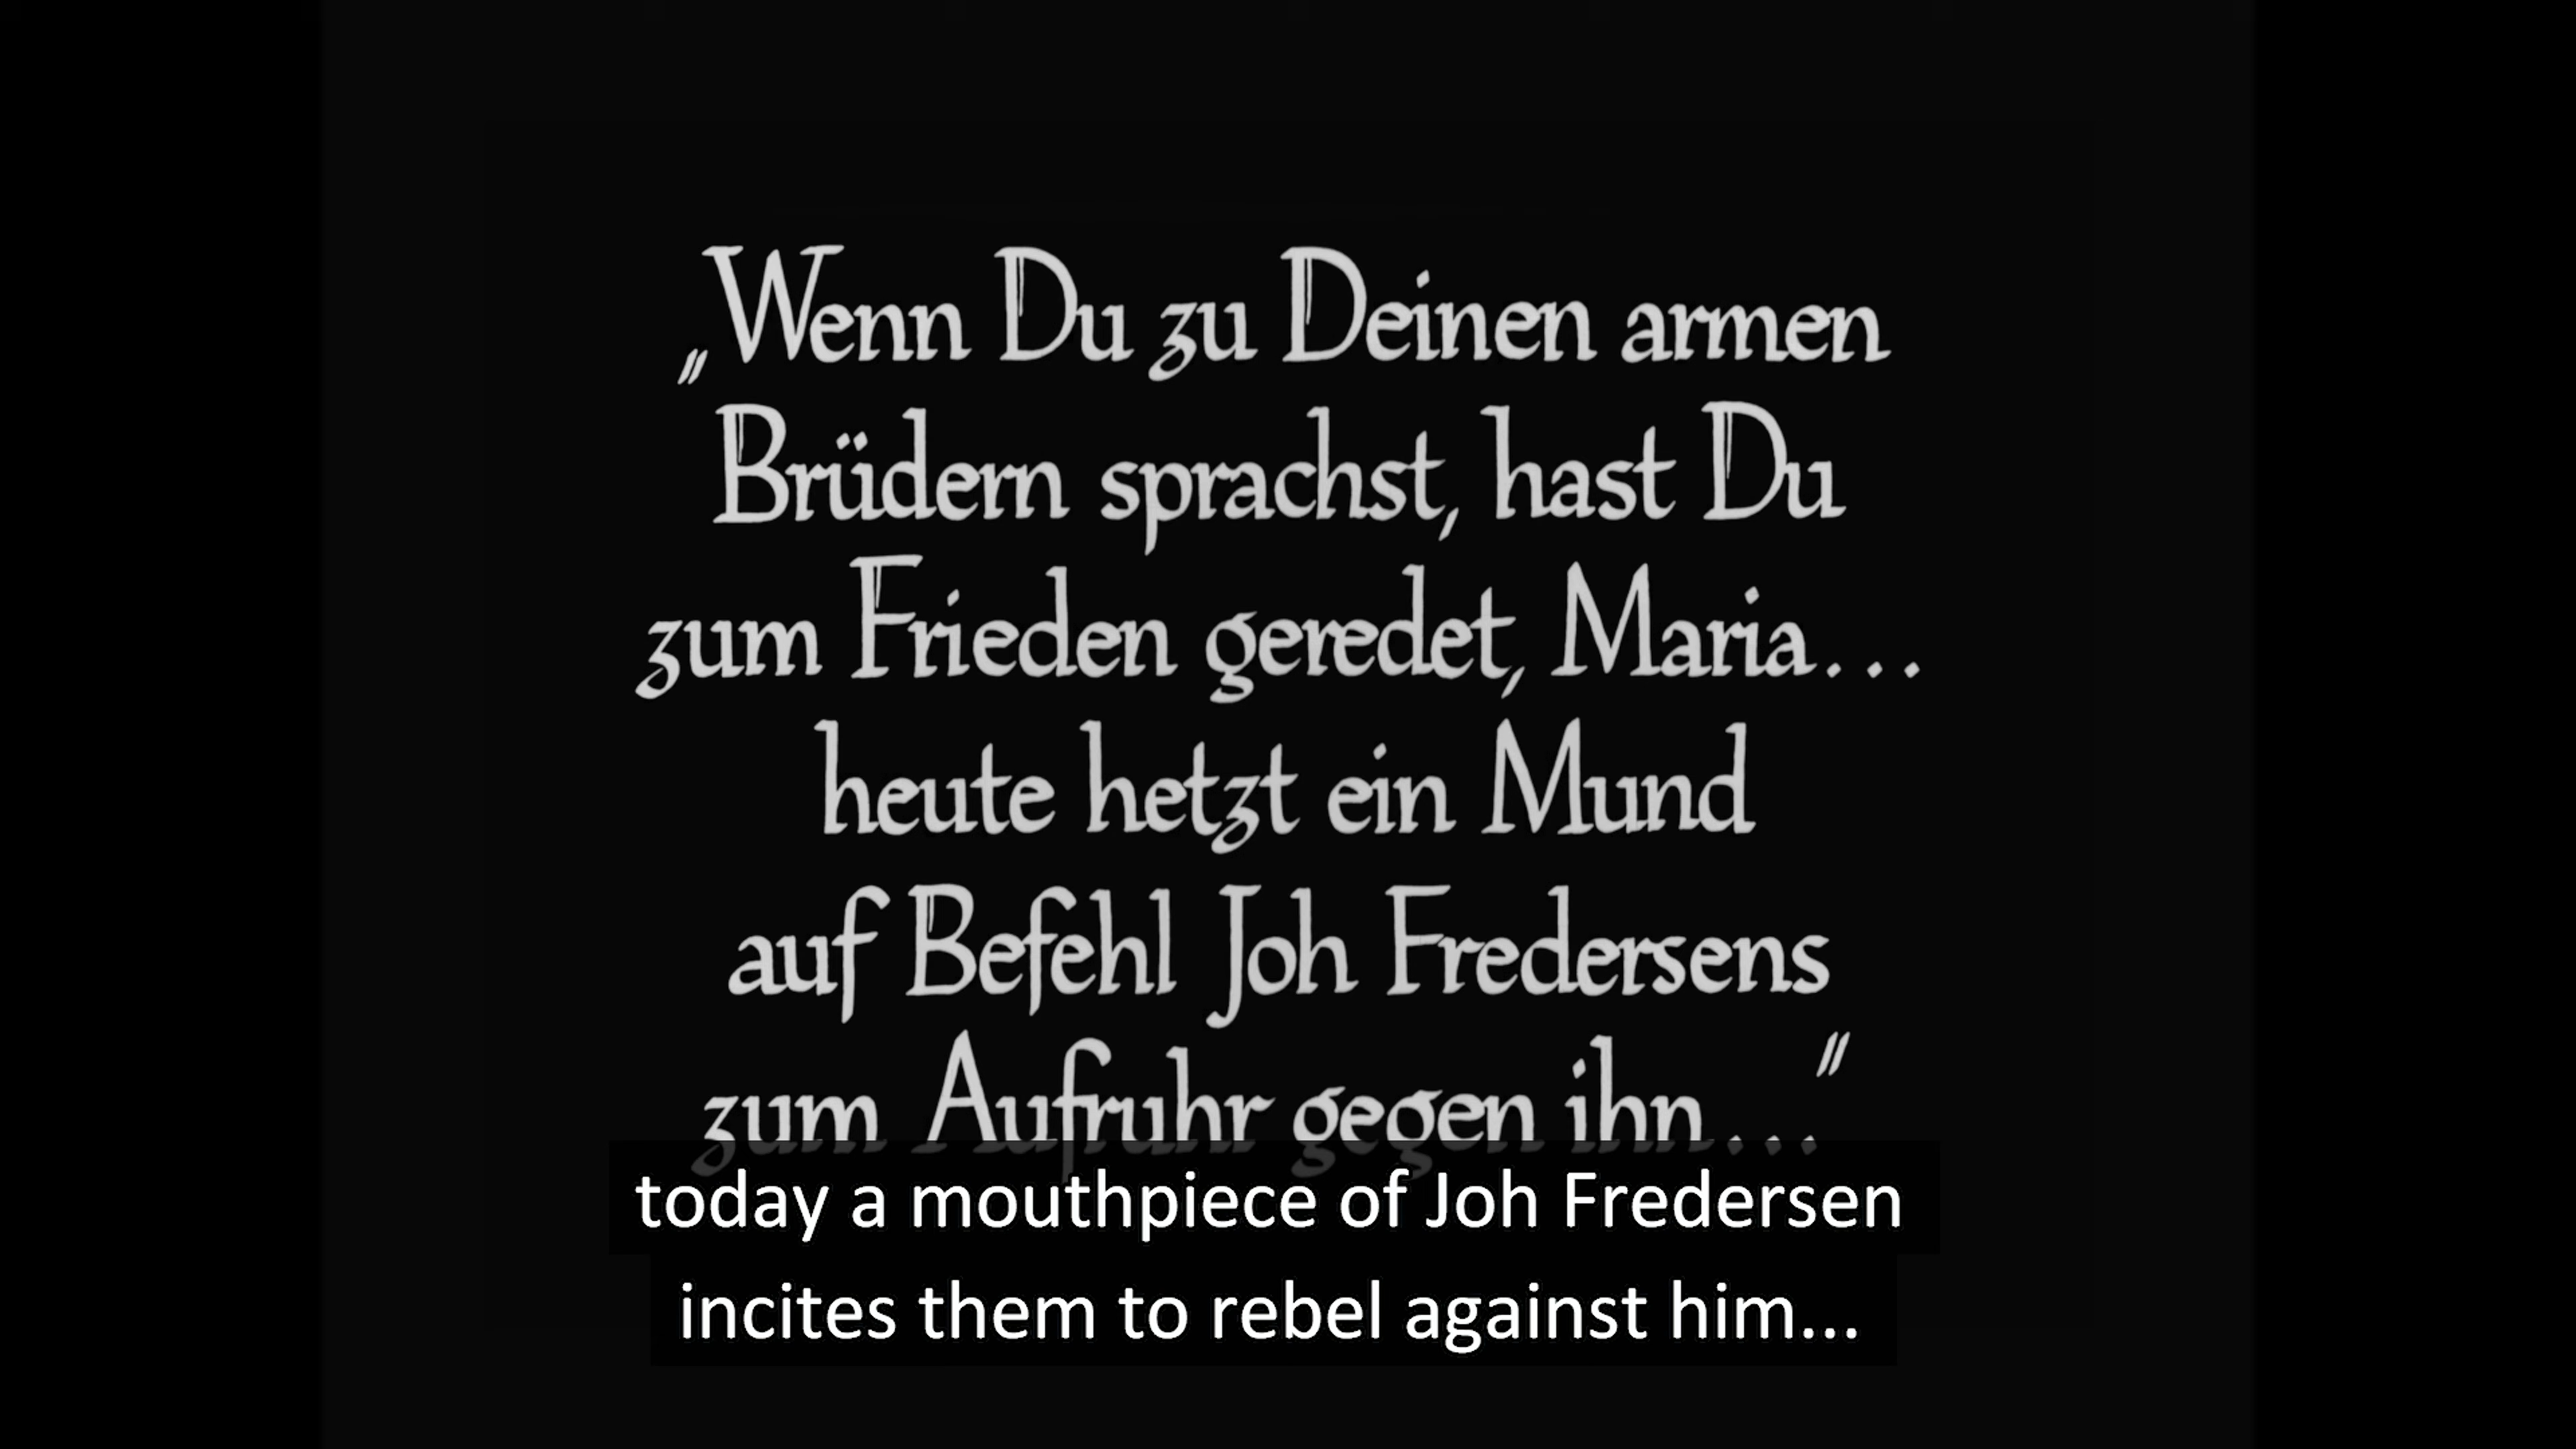 „Wenn Du zu Deinen armen
Brüdern sprachst, hast Du
zum Frieden geredet, Maria...
heute hetzt ein Mund
auf Befehl Joh Fredersens
zum Aufruhr gegen ihn..."
today a mouthpiece of Joh Fredersen
incites them to rebel against him...